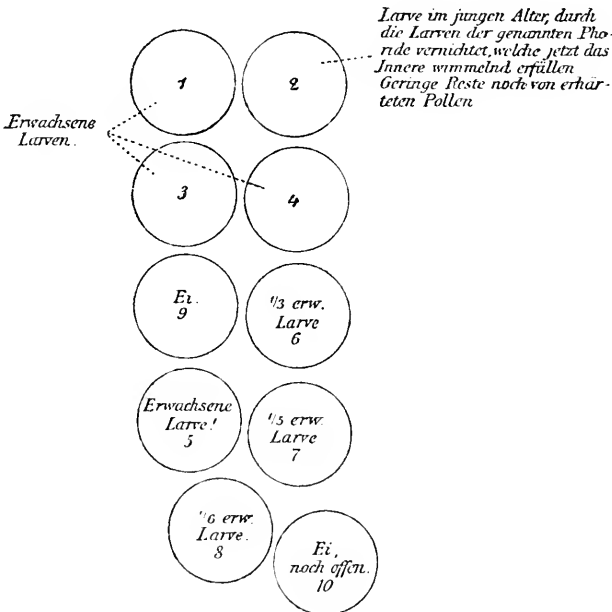 Larve im jungen Alter, durch
die Larven der genannten Pho-
ride vernichtet, welche jetzt das
Innere wimmelnd erfüllen
Geringe Reste noch von erhär-
teten Pollen
1
2
Erwachsene
Larven.
3
4
Ei.
9
1/3 erw.
Larve
6
Erwachsene
Larve!
5
1/5 erw.
Larve
7
1/6 erw.
Larve.
8
Ei,
noch offen.
10